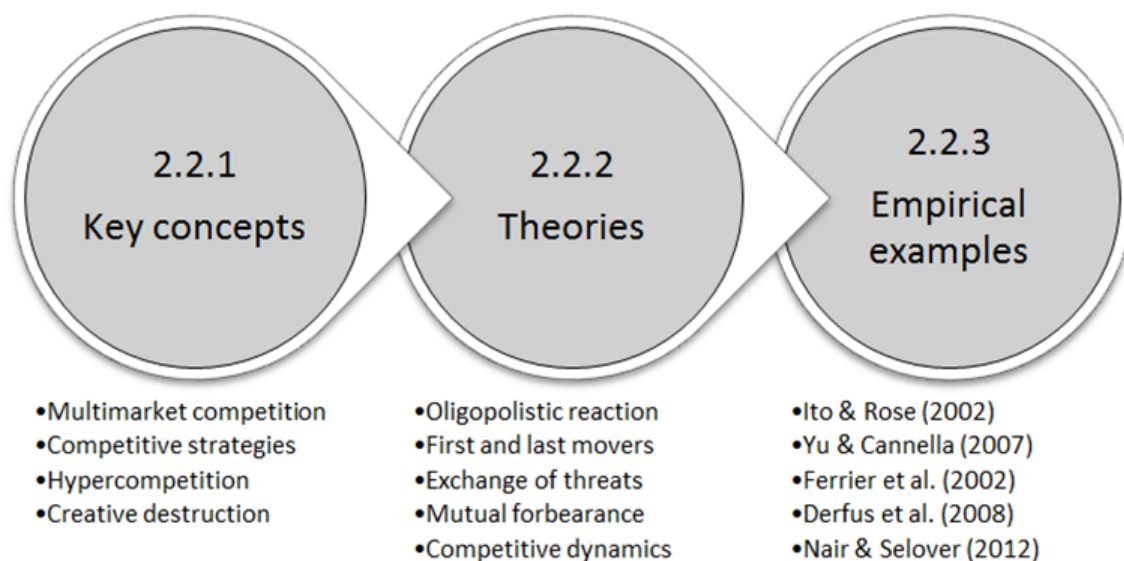 2.2.1
Key concepts
•Multimarket competition
•Competitive strategies
•Hypercompetition
•Creative destruction
2.2.2
Theories
•Oligopolistic reaction
•First and last movers
•Exchange of threats
•Mutual forbearance
•Competitive dynamics
2.2.3
Empirical
examples
•Ito & Rose (2002)
•Yu & Cannella (2007)
•Ferrier et al. (2002)
•Derfus et al. (2008)
•Nair & Selover (2012)